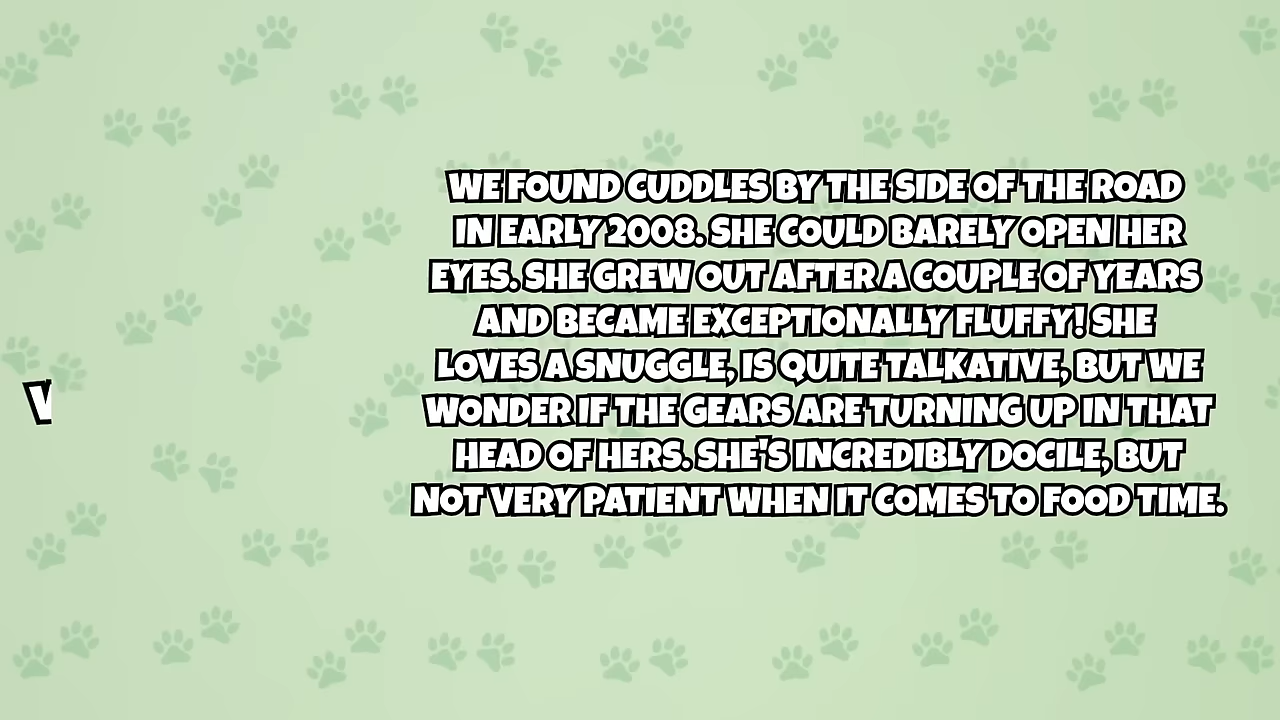 WE FOUND CUDDLES BY THE SIDE OF THE ROAD
IN EARLY 2008. SHE COULD BARELY OPEN HER
EYES. SHE GREW OUT AFTER A COUPLE OF YEARS
AND BECAME EXCEPTIONALLY FLUFFY! SHE
LOVES A SNUGGLE, IS QUITE TALKATIVE, BUT WE
WONDER IF THE GEARS ARE TURNING UP IN THAT
HEAD OF HERS. SHE'S INCREDIBLY DOCILE, BUT
NOT VERY PATIENT WHEN IT COMES TO FOOD TIME.